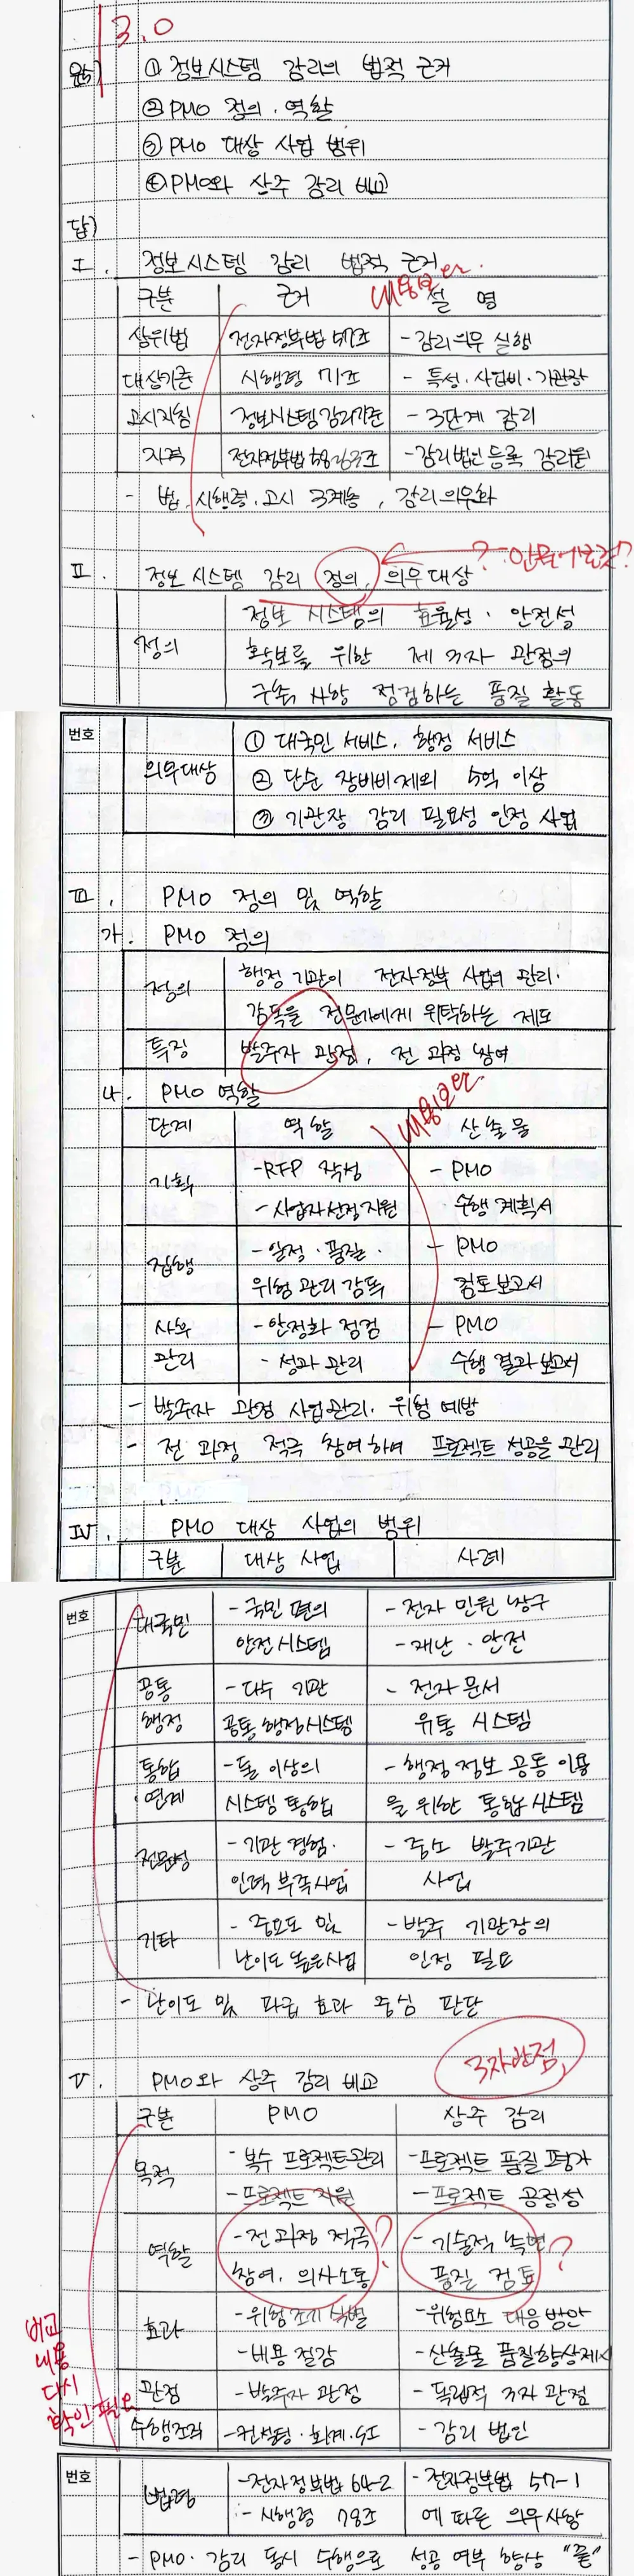 3.0
문) ① 정보시스템 감리의 법적 근거
② PMO 정의·역할
③ PMO 대상 사업 범위
④ PMO와 상주 감리 비교
답)
I. 정보시스템 감리 법적 근거
내용보완.
구분 근거 설명
상위법 전자정부법 57조 - 감리의무 실행
대상기준 시행령 71조 - 특성·사업비·기관장
고시지침 정보시스템 감리기준 - 3단계 감리
자격 전자정부법 - 감리법인 등록 감리원
- 법, 시행령, 고시 3계층, 감리 의무화
II. 정보 시스템 감리 정의, 의무 대상
정보 시스템의 효율성·안전성
정의 확보를 위한 제 3자 관점의
구축 사항 점검하는 품질 활동
번호
① 대국민 서비스, 행정 서비스
의무대상 ② 단순 장비비 제외 5억 이상
③ 기관장 감리 필요성 인정 사업
III. PMO 정의 및 역할
가. PMO 정의
정의 행정 기관이 전자정부 사업의 관리·
감독을 전문가에게 위탁하는 제도
특징 발주자 관점, 전 과정 참여
나. PMO 역할
내용보완.
단계 역할 산출물
기획 -RFP 작성 - PMO
- 사업자 선정 지원 수행 계획서
집행 - 일정·품질· - PMO
위험 관리 감독 검토보고서
사후 - 안정화 점검 - PMO
관리 - 성과 관리 수행 결과 보고서
- 발주자 관점 사업관리·위험 예방
- 전 과정 적극 참여하여 프로젝트 성공을 관리
IV. PMO 대상 사업의 범위
구분 대상 사업 사례
번호
대국민 - 국민 편의 - 전자 민원 창구
안전시스템 - 재난·안전
공통 - 다수 기관 - 전자 문서
행정 공통 행정시스템 유통 시스템
통합 - 둘 이상의 - 행정 정보 공동 이용
·연계 시스템 통합 을 위한 통합 시스템
전문성 - 기관 경험· - 중소 발주기관
인력 부족사업 사업
기타 - 중요도 및 - 발주 기관장의
난이도 높은사업 인정 필요
- 난이도 및 파급 효과 중심 판단
3자관점,
V. PMO와 상주 감리 비교
구분 PMO 상주 감리
목적 - 복수 프로젝트관리 - 프로젝트 품질 평가
- 프로젝트 지원 - 프로젝트 공정성
역할 - 전 과정 적극 ? - 기술적 측면 ?
참여, 의사소통 품질 검토
효과 - 위험 조기 식별 - 위험요소 대응 방안
- 비용 절감 - 산출물 품질향상제시
관점 - 발주자 관점 - 독립적 3자 관점
수행조직 - 컨설팅·회계·SI - 감리 법인
비교
내용
다시
확인 필요
번호
법령 - 전자정부법 64-2 - 전자정부법 57-1
- 시행령 78조 에 따른 의무사항
- PMO·감리 동시 수행으로 성공 여부 향상 "끝"